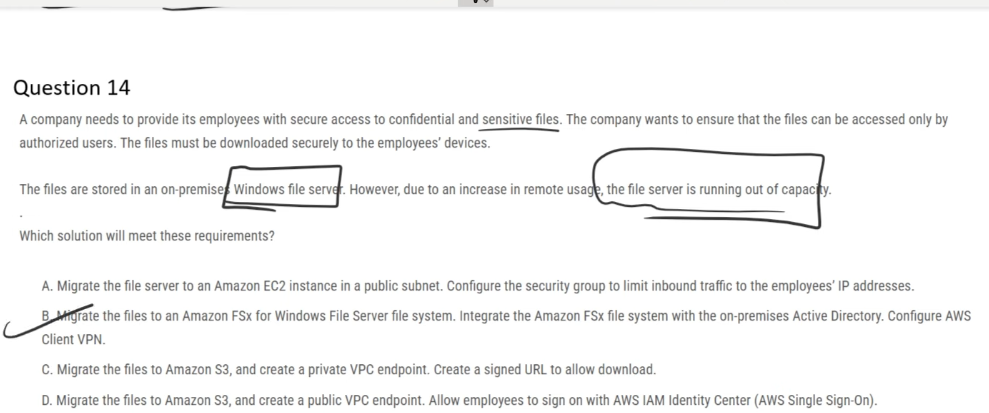 Question 14
A company needs to provide its employees with secure access to confidential and sensitive files. The company wants to ensure that the files can be accessed only by
authorized users. The files must be downloaded securely to the employees' devices.
The files are stored in an on-premises Windows file server. However, due to an increase in remote usage, the file server is running out of capacity.
.
Which solution will meet these requirements?
A. Migrate the file server to an Amazon EC2 instance in a public subnet. Configure the security group to limit inbound traffic to the employees' IP addresses.
B. Migrate the files to an Amazon FSx for Windows File Server file system. Integrate the Amazon FSx file system with the on-premises Active Directory. Configure AWS
Client VPN.
C. Migrate the files to Amazon S3, and create a private VPC endpoint. Create a signed URL to allow download.
D. Migrate the files to Amazon S3, and create a public VPC endpoint. Allow employees to sign on with AWS IAM Identity Center (AWS Single Sign-On).